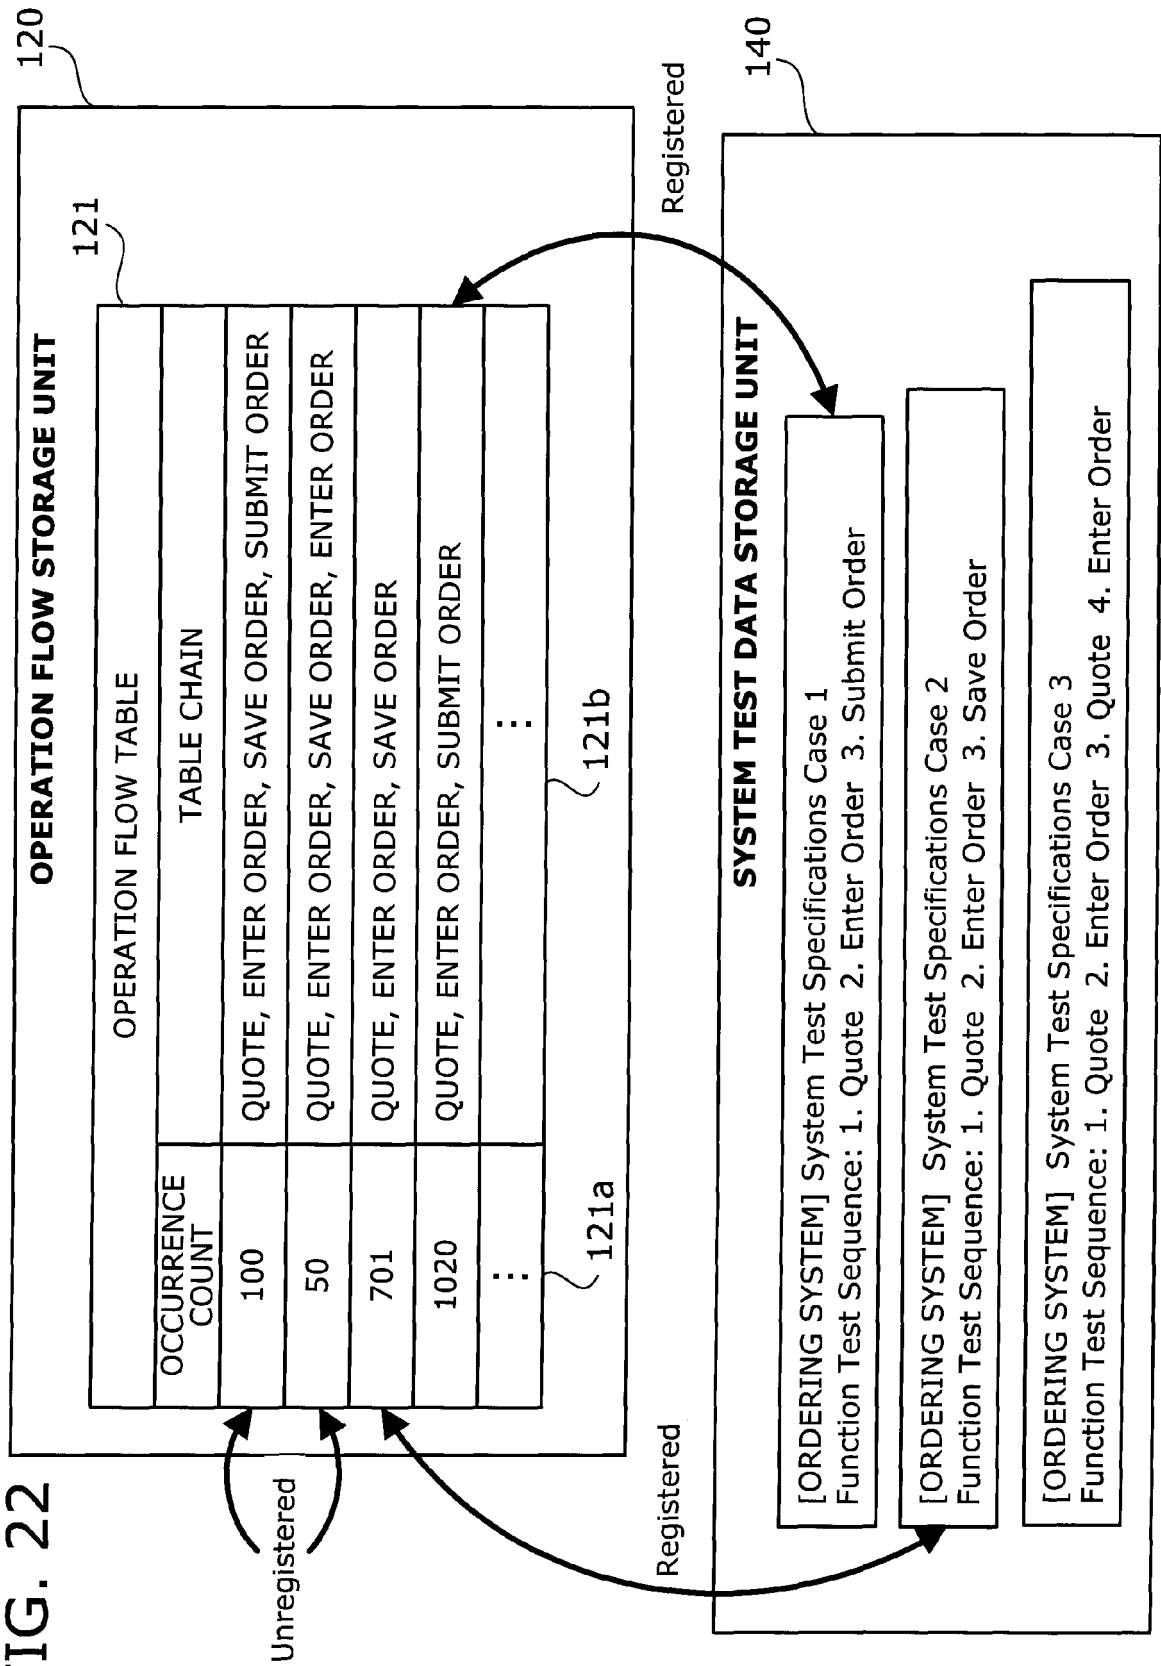 FIG. 22
OPERATION FLOW STORAGE UNIT
120
121
OPERATION FLOW TABLE
OCCURRENCE COUNT
TABLE CHAIN
100
QUOTE, ENTER ORDER, SAVE ORDER, SUBMIT ORDER
50
QUOTE, ENTER ORDER, SAVE ORDER, ENTER ORDER
701
QUOTE, ENTER ORDER, SAVE ORDER
1020
QUOTE, ENTER ORDER, SUBMIT ORDER
⋮
⋮
121a
121b
Unregistered
Registered
Registered
140
SYSTEM TEST DATA STORAGE UNIT
[ORDERING SYSTEM] System Test Specifications Case 1
Function Test Sequence: 1. Quote 2. Enter Order 3. Submit Order
[ORDERING SYSTEM] System Test Specifications Case 2
Function Test Sequence: 1. Quote 2. Enter Order 3. Save Order
[ORDERING SYSTEM] System Test Specifications Case 3
Function Test Sequence: 1. Quote 2. Enter Order 3. Quote 4. Enter Order